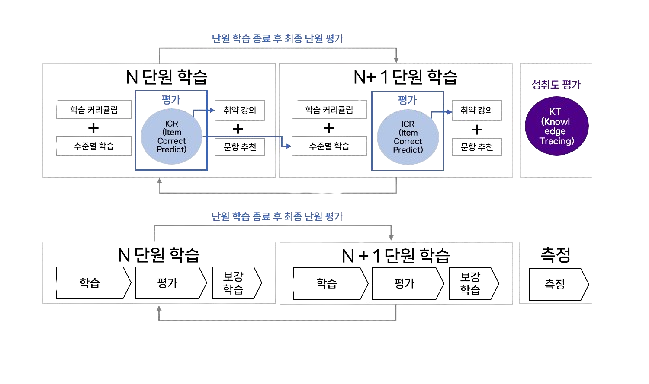 단원 학습 종료 후 최종 단원 평가
N 단원 학습
N+ 1 단원 학습
성취도 평가
학습 커리큘럼
+
수준별 학습
평가
ICR
(Item
Correct
Predict)
취약 강의
+
문항 추천
학습 커리큘럼
+
수준별 학습
평가
ICR
(Item
Correct
Predict)
취약 강의
+
문항 추천
KT
(Knowl
edge
Tracing)
단원 학습 종료 후 최종 단원 평가
N 단원 학습
N + 1 단원 학습
측정
학습
평가
보강
학습
학습
평가
보강
학습
측정